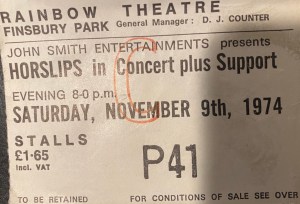 RAINBOW THEATRE
FINSBURY PARK General Manager: D. J. COUNTER
JOHN SMITH ENTERTAINMENTS presents
HORSLIPS in Concert plus Support
EVENING 8-0 p.m.
SATURDAY, NOVEMBER 9th, 1974
STALLS
£1·65
incl. VAT
P41
TO BE RETAINED FOR CONDITIONS OF SALE SEE OVER